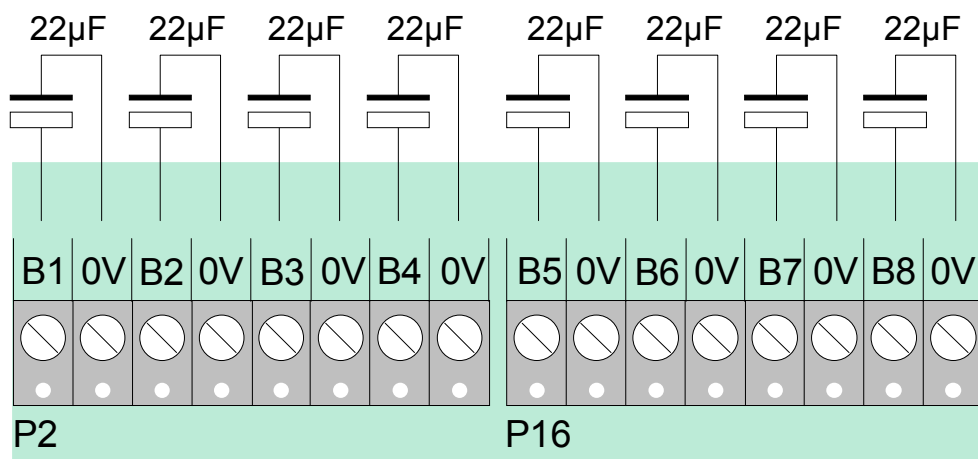 22µF 22µF 22µF 22µF 22µF 22µF 22µF 22µF
B1 0V B2 0V B3 0V B4 0V B5 0V B6 0V B7 0V B8 0V
P2 P16